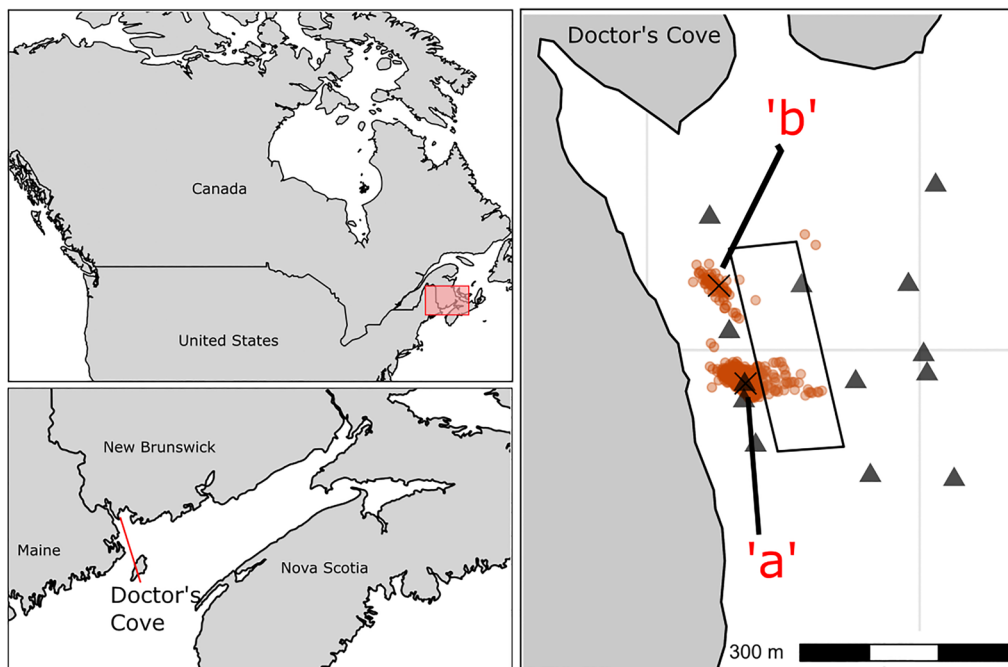 Canada
United States
New Brunswick
Maine
Nova Scotia
Doctor's
Cove
Doctor's Cove
'b'
'a'
300 m